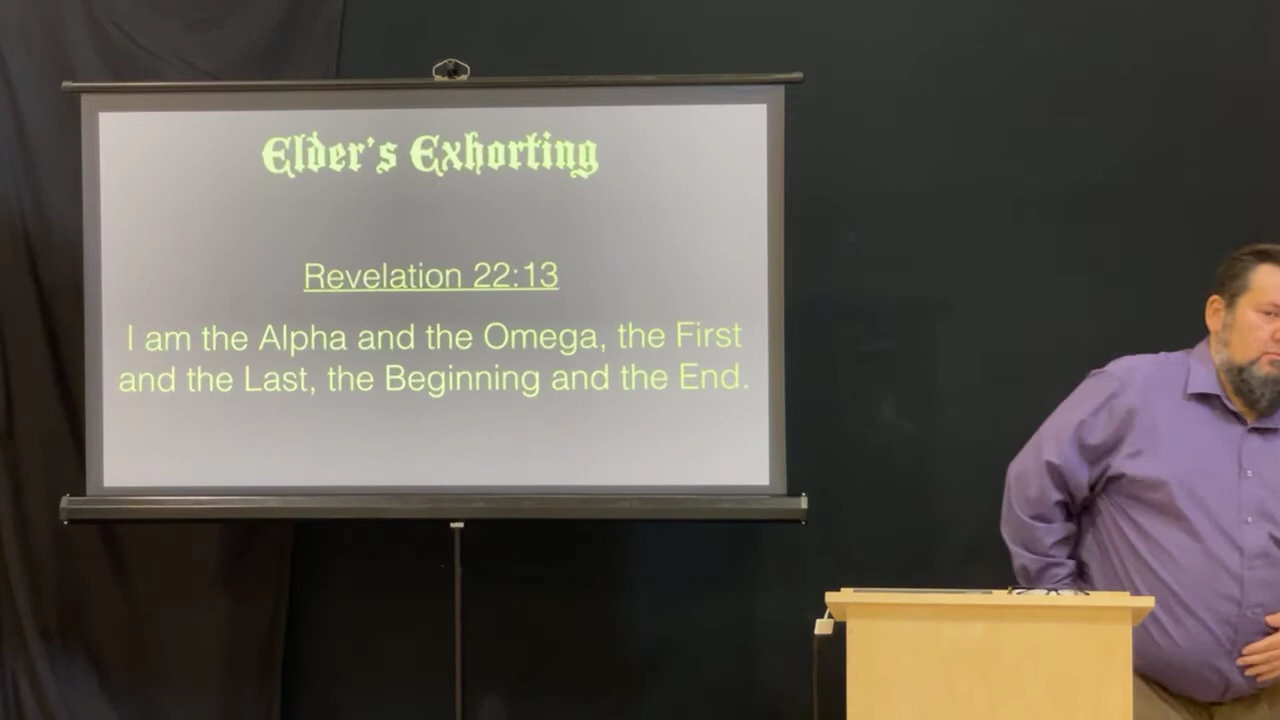 Elder's Exhorting
Revelation 22:13
I am the Alpha and the Omega, the First
and the Last, the Beginning and the End.